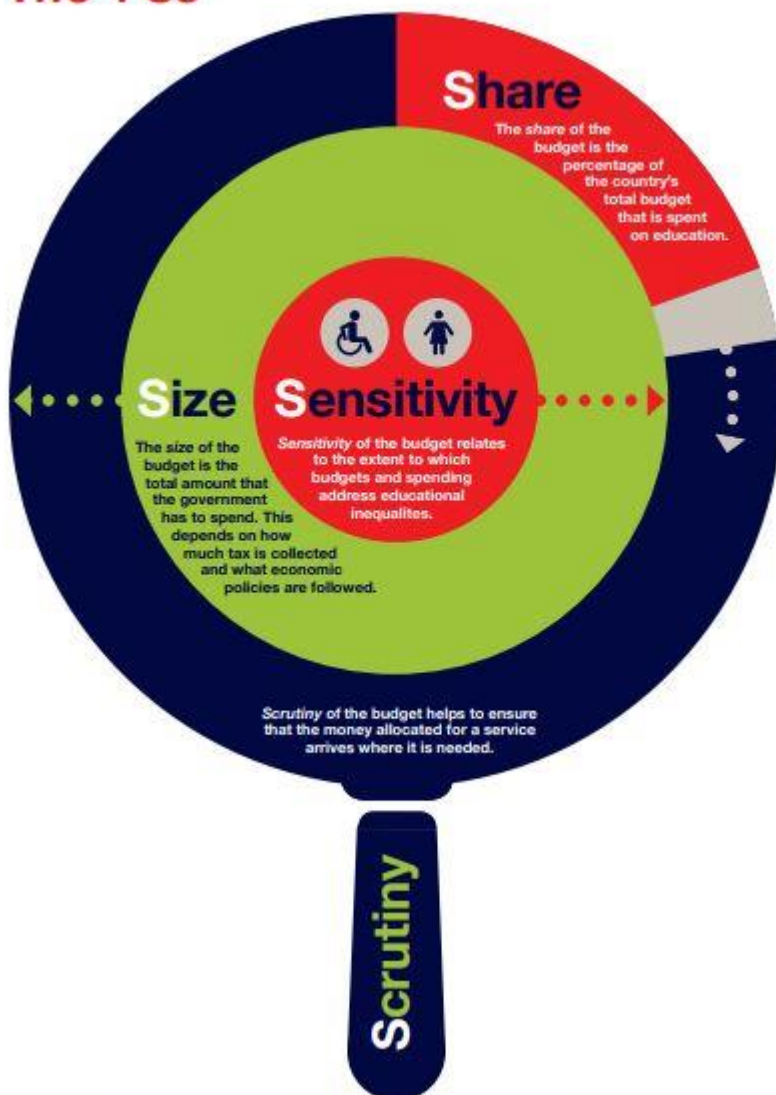 Share
The share of the
budget is the
percentage of
the country's
total budget
that is spent
on education.
Size
The size of the
budget is the
total amount that
the government
has to spend. This
depends on how
much tax is collected
and what economic
policies are followed.
Sensitivity
Sensitivity of the budget relates
to the extent to which
budgets and spending
address educational
inequalites.
Scrutiny of the budget helps to ensure
that the money allocated for a service
arrives where it is needed.
Scrutiny